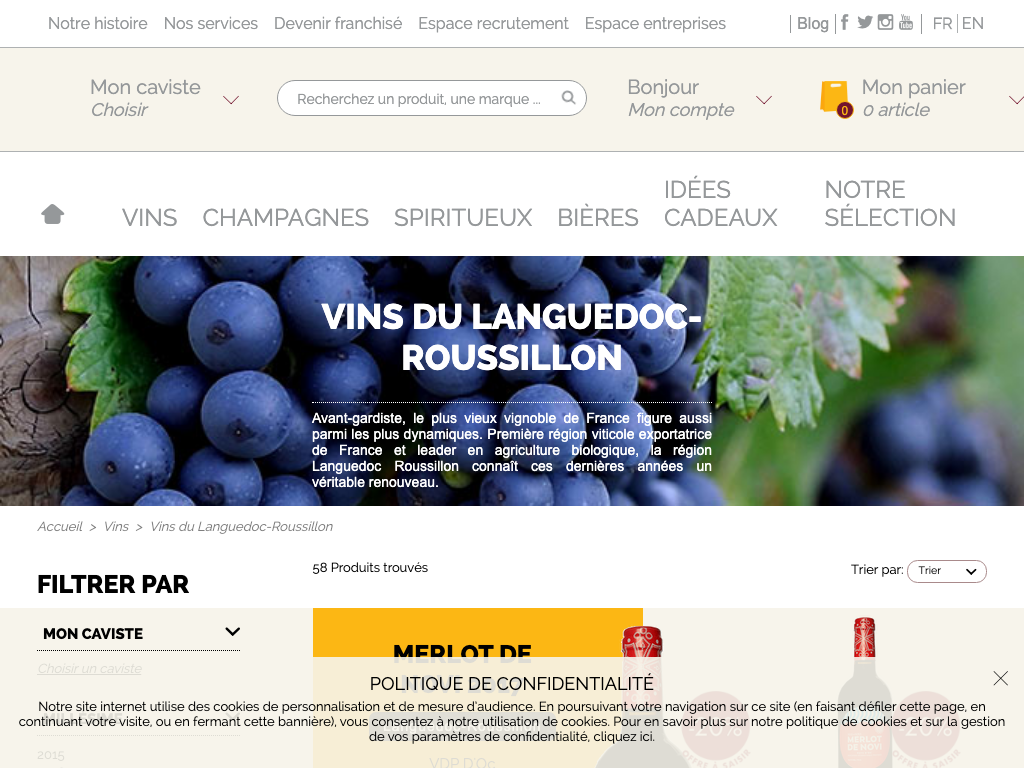 Notre histoire Nos services Devenir franchisé Espace recrutement Espace entreprises Blog FR EN
Mon caviste
Choisir
Recherchez un produit, une marque ...
Bonjour
Mon compte
0
Mon panier
0 article
VINS CHAMPAGNES SPIRITUEUX BIÈRES IDÉES CADEAUX NOTRE SÉLECTION
VINS DU LANGUEDOC-
ROUSSILLON
Avant-gardiste, le plus vieux vignoble de France figure aussi
parmi les plus dynamiques. Première région viticole exportatrice
de France et leader en agriculture biologique, la région
Languedoc Roussillon connaît ces dernières années un
véritable renouveau.
Accueil > Vins > Vins du Languedoc-Roussillon
58 Produits trouvés
Trier par: Trier
FILTRER PAR
MON CAVISTE
Choisir un caviste
MERLOT DE
POLITIQUE DE CONFIDENTIALITÉ
Notre site internet utilise des cookies de personnalisation et de mesure d'audience. En poursuivant votre navigation sur ce site (en faisant défiler cette page, en
continuant votre visite, ou en fermant cette bannière), vous consentez à notre utilisation de cookies. Pour en savoir plus sur notre politique de cookies et sur la gestion
de vos paramètres de confidentialité, cliquez ici.
-20%
-20%
2015
VDP D'Oc